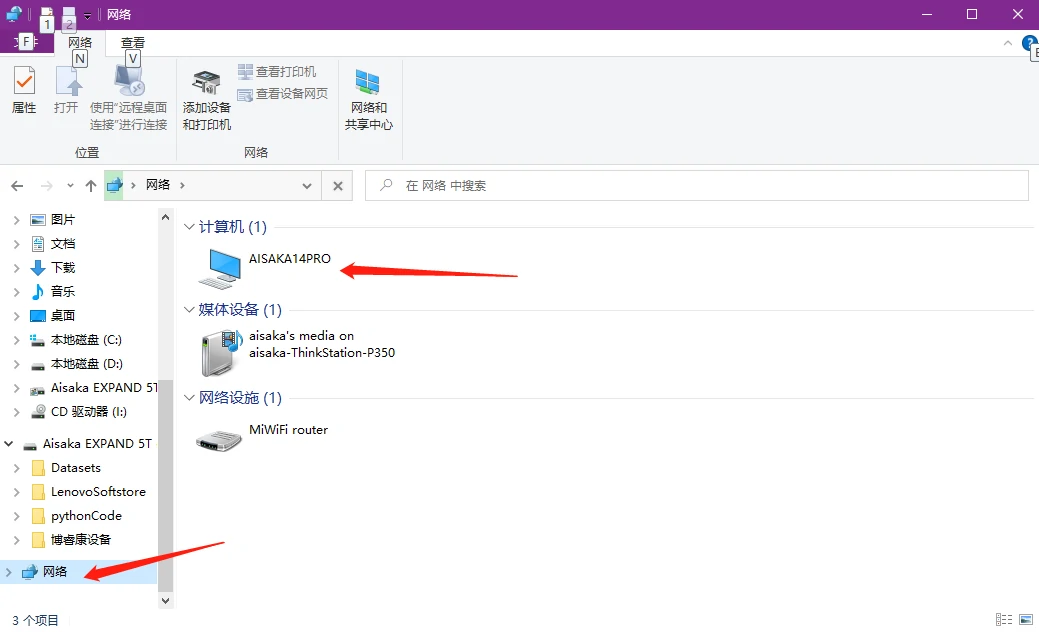 1
2
网络
F
网络
查看
N
V
E
属性
打开
使用"远程桌面
连接"进行连接
位置
添加设备
和打印机
查看打印机
查看设备网页
网络
网络和
共享中心
网络
在 网络 中搜索
图片
文档
下载
音乐
桌面
本地磁盘 (C:)
本地磁盘 (D:)
Aisaka EXPAND 5T
CD 驱动器 (I:)
Aisaka EXPAND 5T
Datasets
LenovoSoftstore
pythonCode
博睿康设备
网络
计算机 (1)
AISAKA14PRO
媒体设备 (1)
aisaka's media on
aisaka-ThinkStation-P350
网络设施 (1)
MiWiFi router
3 个项目